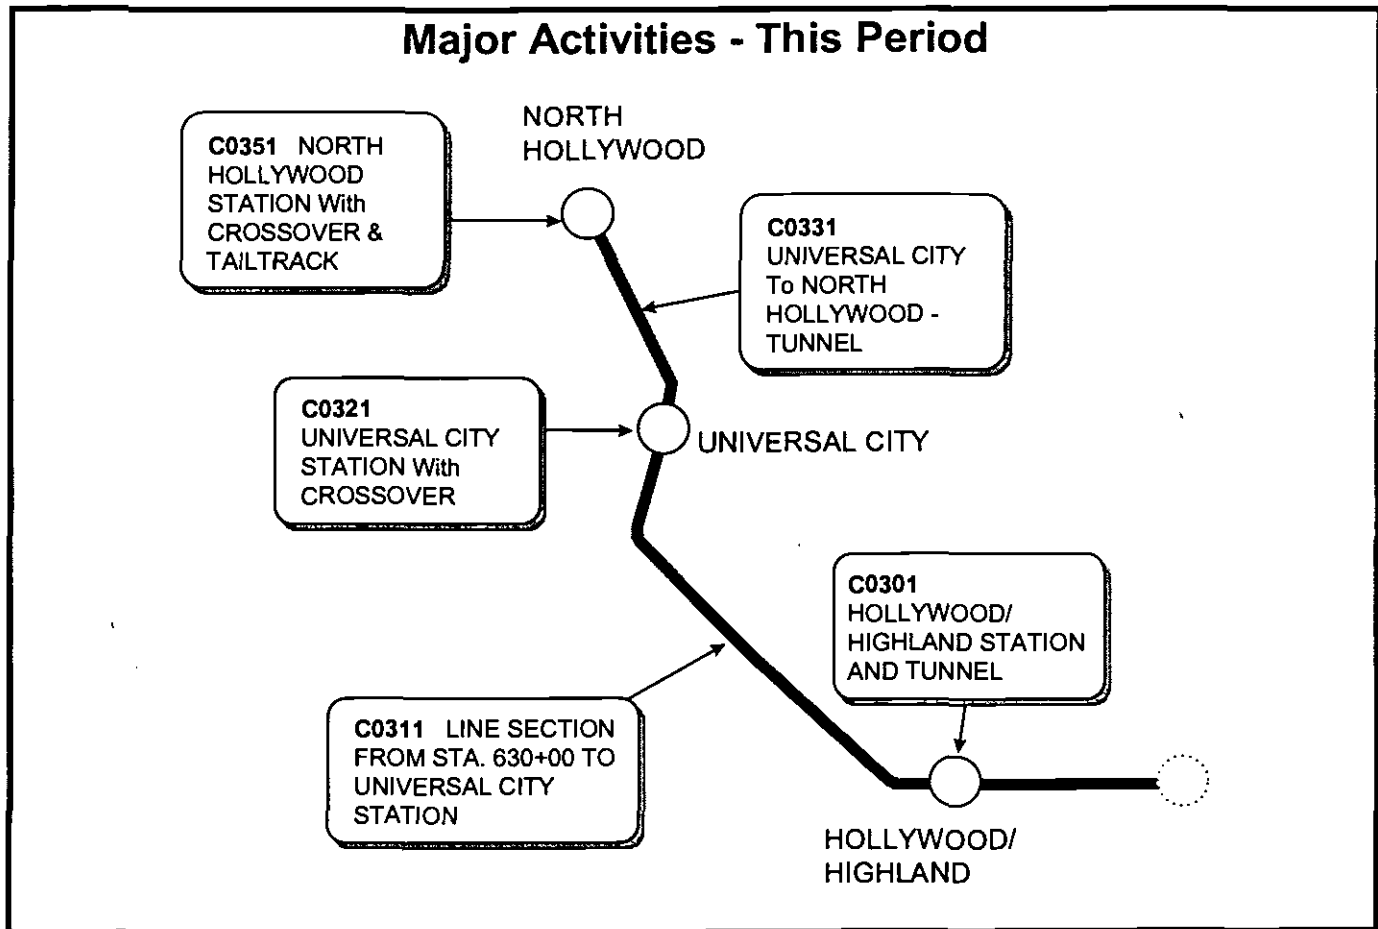 Major Activities - This Period
NORTH
HOLLYWOOD
C0351 NORTH
HOLLYWOOD
STATION With
CROSSOVER &
TAILTRACK
C0331
UNIVERSAL CITY
To NORTH
HOLLYWOOD -
TUNNEL
C0321
UNIVERSAL CITY
STATION With
CROSSOVER
UNIVERSAL CITY
C0301
HOLLYWOOD/
HIGHLAND STATION
AND TUNNEL
C0311 LINE SECTION
FROM STA. 630+00 TO
UNIVERSAL CITY
STATION
HOLLYWOOD/
HIGHLAND